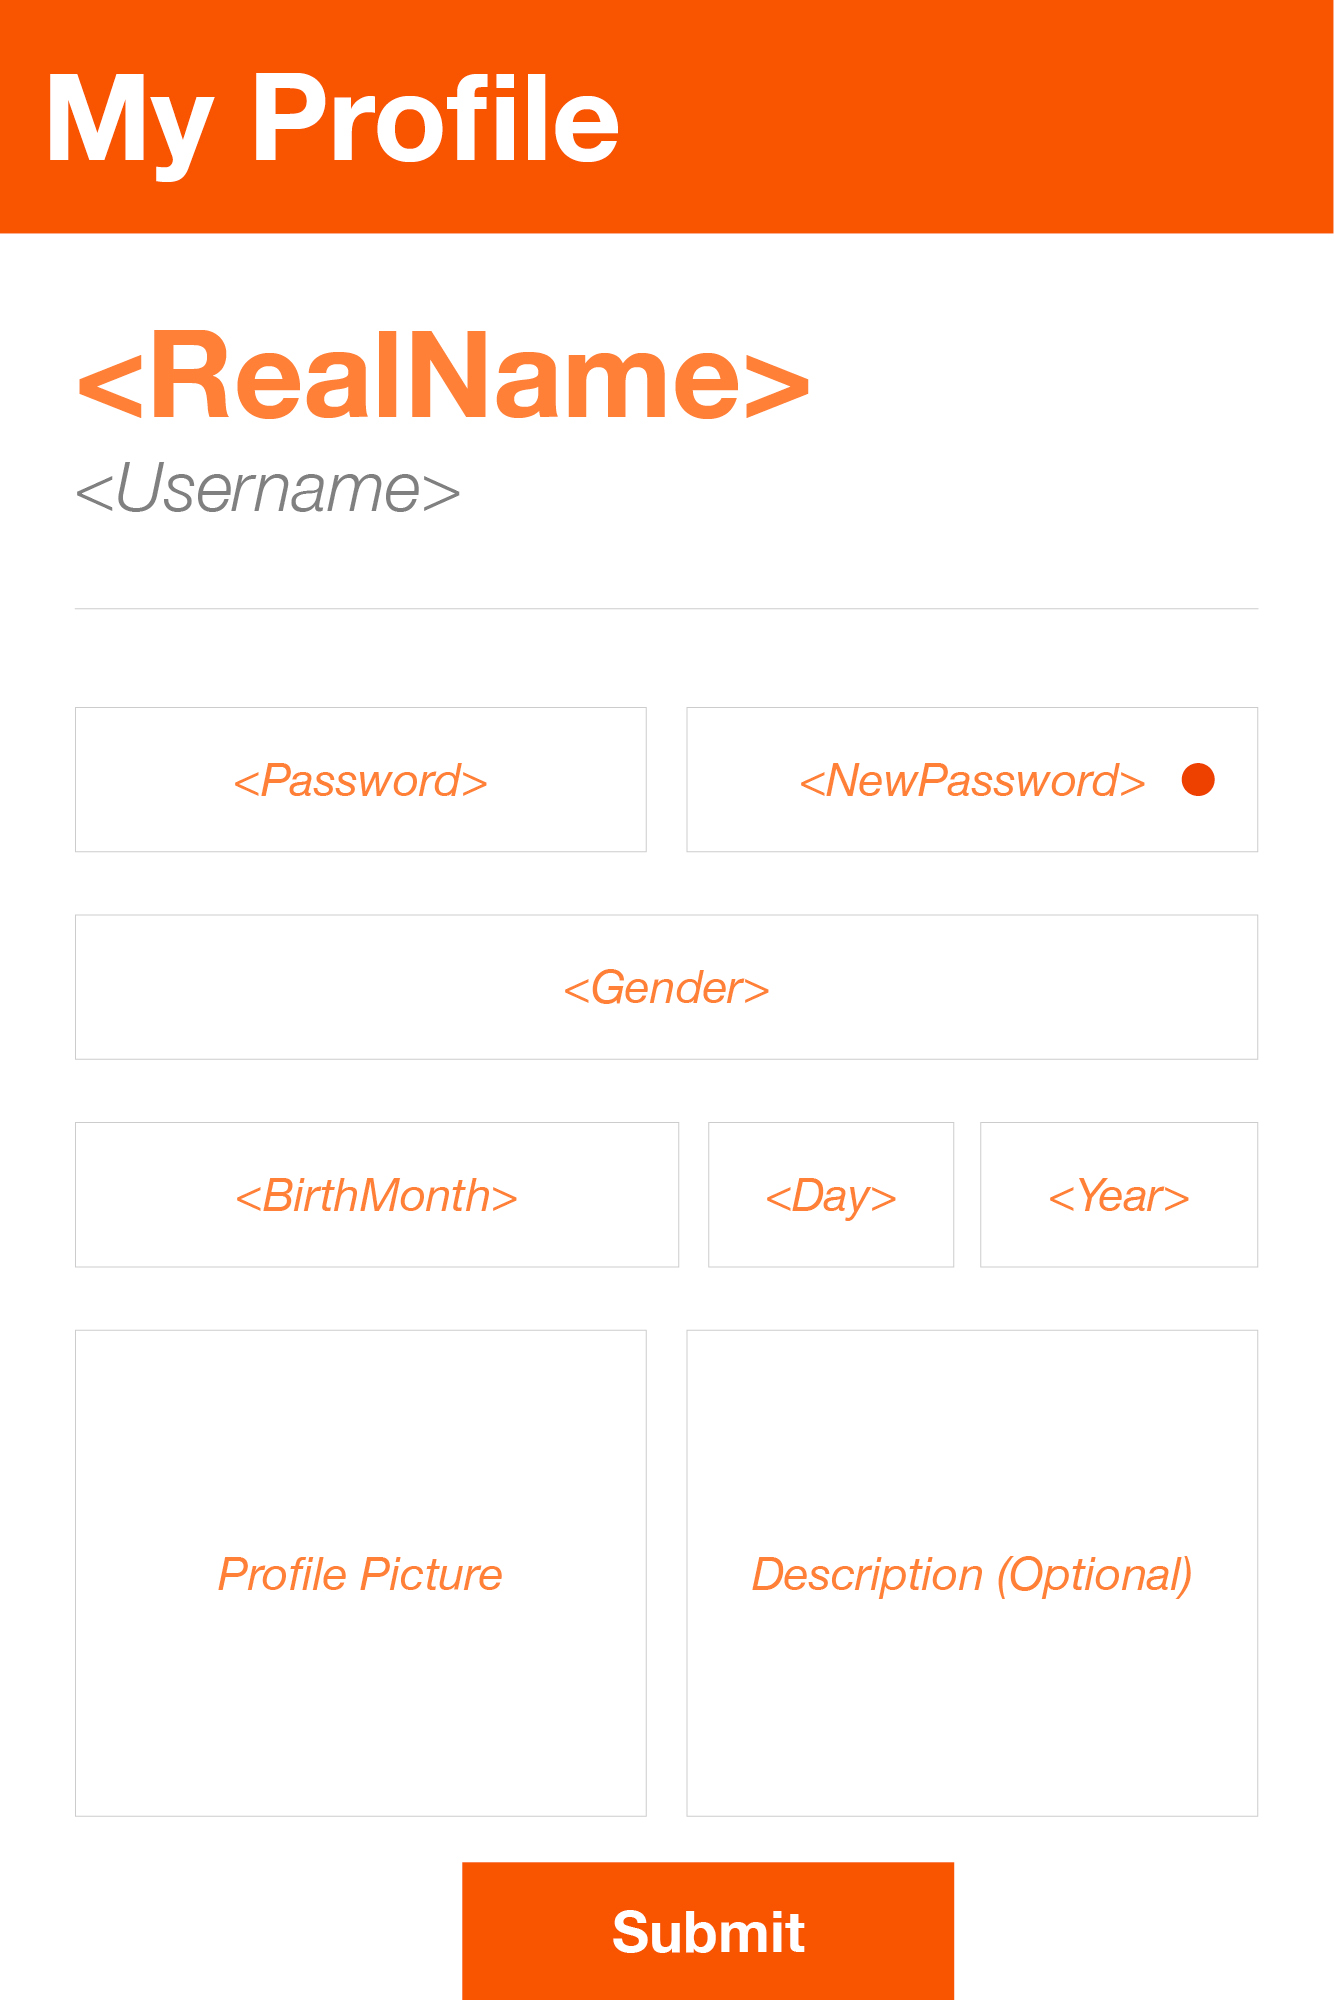 My Profile
<RealName>
<Username>
<Password>
<NewPassword>
<Gender>
<BirthMonth>
<Day>
<Year>
Profile Picture
Description (Optional)
Submit